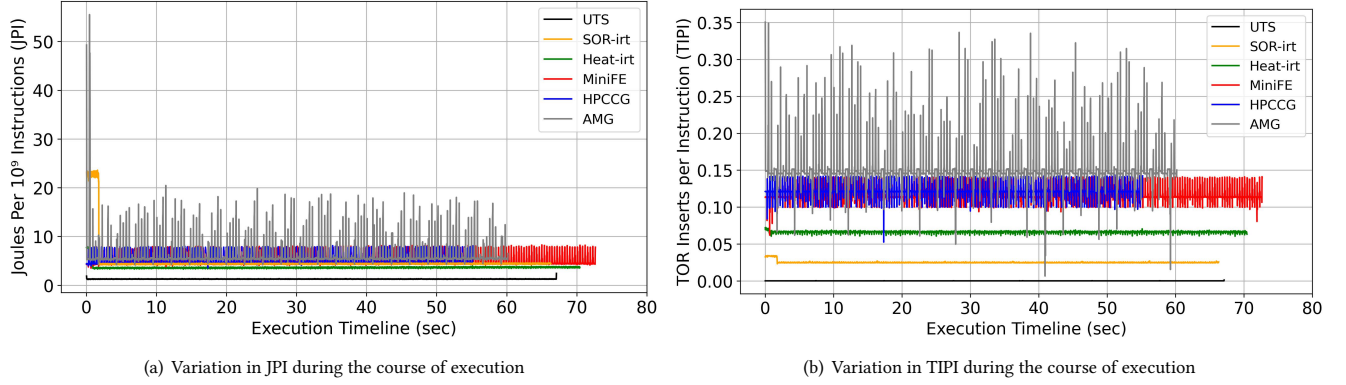 Joules Per 10⁹ Instructions (JPI)
50
40
30
20
10
0
0 10 20 30 40 50 60 70 80
Execution Timeline (sec)
UTS
SOR-irt
Heat-irt
MiniFE
HPCCG
AMG
(a) Variation in JPI during the course of execution
TOR Inserts per Instruction (TIPI)
0.35
0.30
0.25
0.20
0.15
0.10
0.05
0.00
0 10 20 30 40 50 60 70 80
Execution Timeline (sec)
UTS
SOR-irt
Heat-irt
MiniFE
HPCCG
AMG
(b) Variation in TIPI during the course of execution